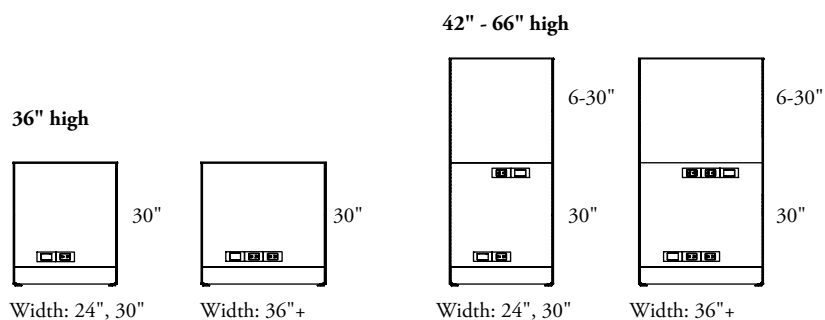 42" - 66" high
6-30"
6-30"
36" high
30"
30"
30"
30"
Width: 24", 30"
Width: 36"+
Width: 24", 30"
Width: 36"+